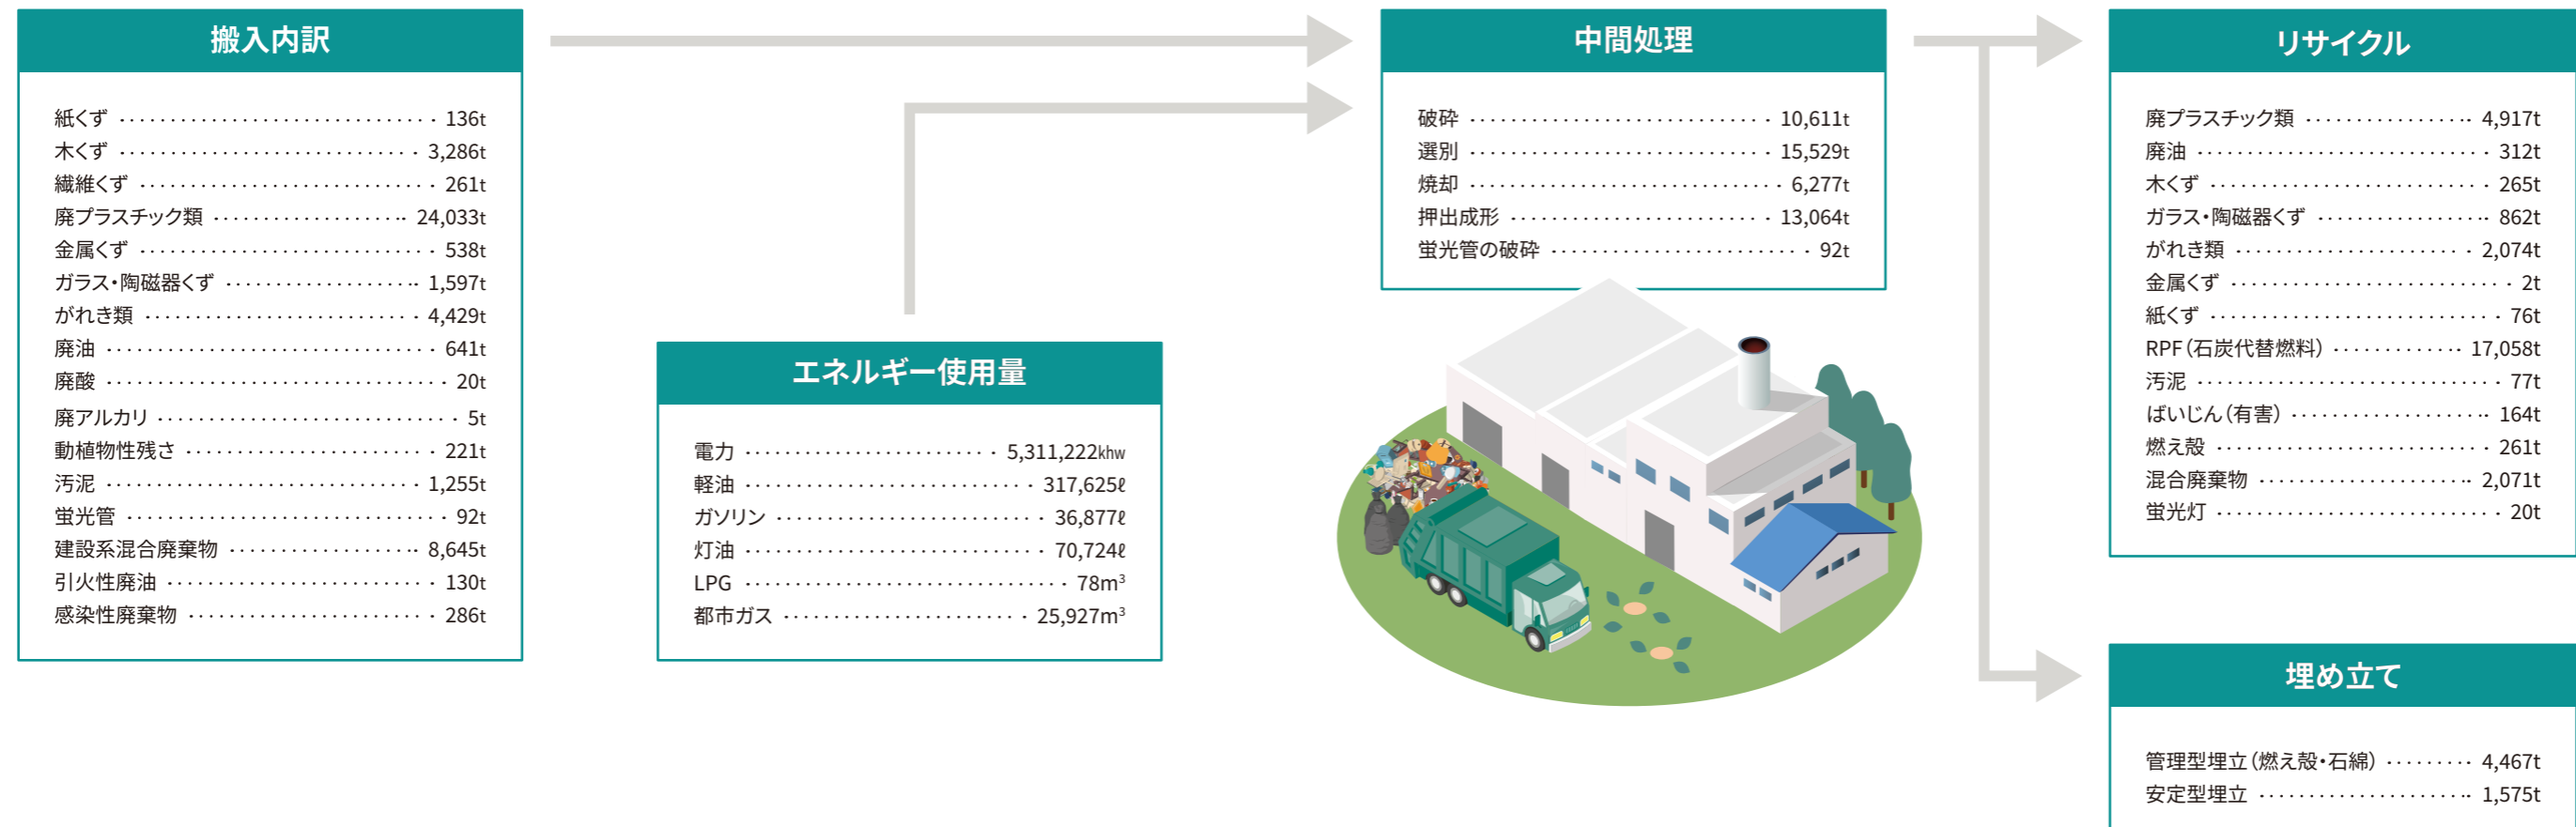 搬入内訳
紙くず 136t
木くず 3,286t
繊維くず 261t
廃プラスチック類 24,033t
金属くず 538t
ガラス・陶磁器くず 1,597t
がれき類 4,429t
廃油 641t
廃酸 20t
廃アルカリ 5t
動植物性残さ 221t
汚泥 1,255t
蛍光管 92t
建設系混合廃棄物 8,645t
引火性廃油 130t
感染性廃棄物 286t
エネルギー使用量
電力 5,311,222khw
軽油 317,625ℓ
ガソリン 36,877ℓ
灯油 70,724ℓ
LPG 78m³
都市ガス 25,927m³
中間処理
破砕 10,611t
選別 15,529t
焼却 6,277t
押出成形 13,064t
蛍光管の破砕 92t
リサイクル
廃プラスチック類 4,917t
廃油 312t
木くず 265t
ガラス・陶磁器くず 862t
がれき類 2,074t
金属くず 2t
紙くず 76t
RPF（石炭代替燃料） 17,058t
汚泥 77t
ばいじん（有害） 164t
燃え殻 261t
混合廃棄物 2,071t
蛍光灯 20t
埋め立て
管理型埋立（燃え殻・石綿） 4,467t
安定型埋立 1,575t